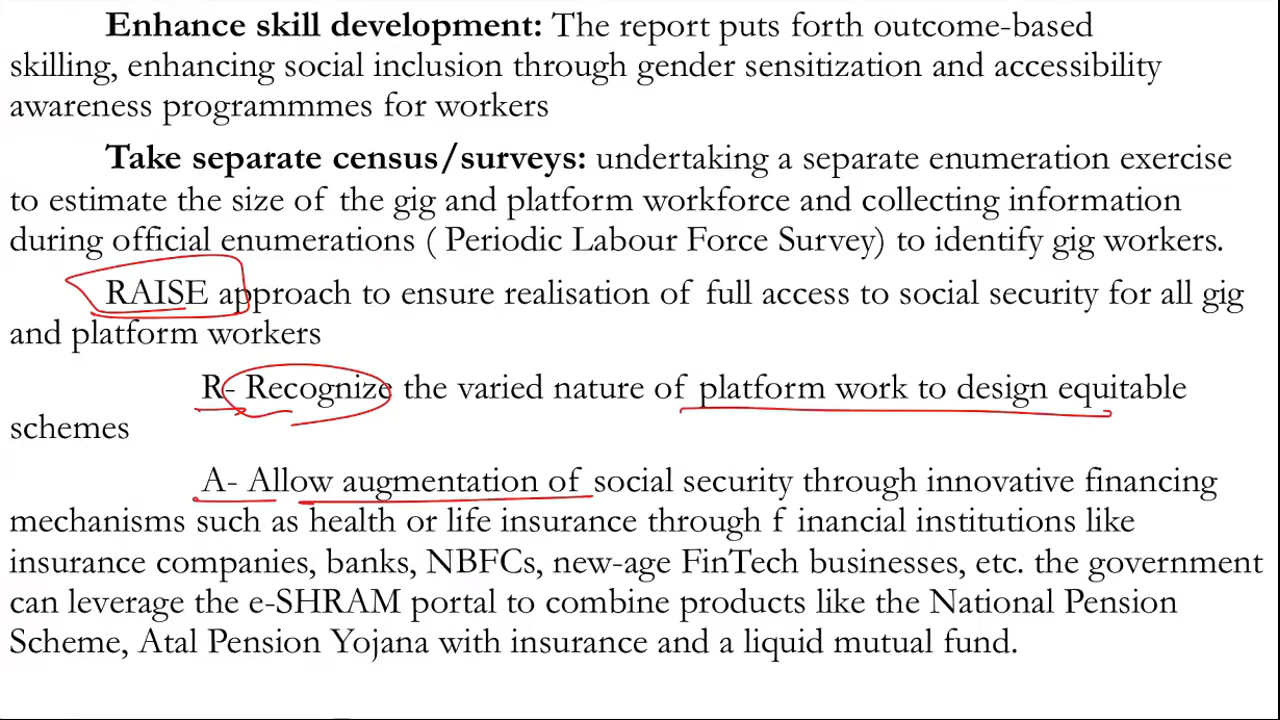 Enhance skill development: The report puts forth outcome-based
skilling, enhancing social inclusion through gender sensitization and accessibility
awareness programmmes for workers
Take separate census/surveys: undertaking a separate enumeration exercise
to estimate the size of the gig and platform workforce and collecting information
during official enumerations ( Periodic Labour Force Survey) to identify gig workers.
RAISE approach to ensure realisation of full access to social security for all gig
and platform workers
R- Recognize the varied nature of platform work to design equitable
schemes
A- Allow augmentation of social security through innovative financing
mechanisms such as health or life insurance through f inancial institutions like
insurance companies, banks, NBFCs, new-age FinTech businesses, etc. the government
can leverage the e-SHRAM portal to combine products like the National Pension
Scheme, Atal Pension Yojana with insurance and a liquid mutual fund.